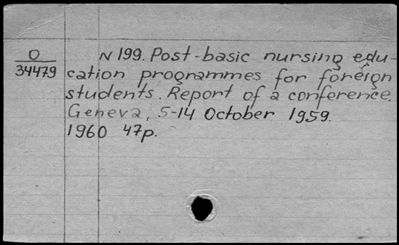 O N 199. Post-basic nursing edu-
34479 cation programmes for foreign
students. Report of a conference.
Geneva, 5-14 October 1959.
1960 47p.